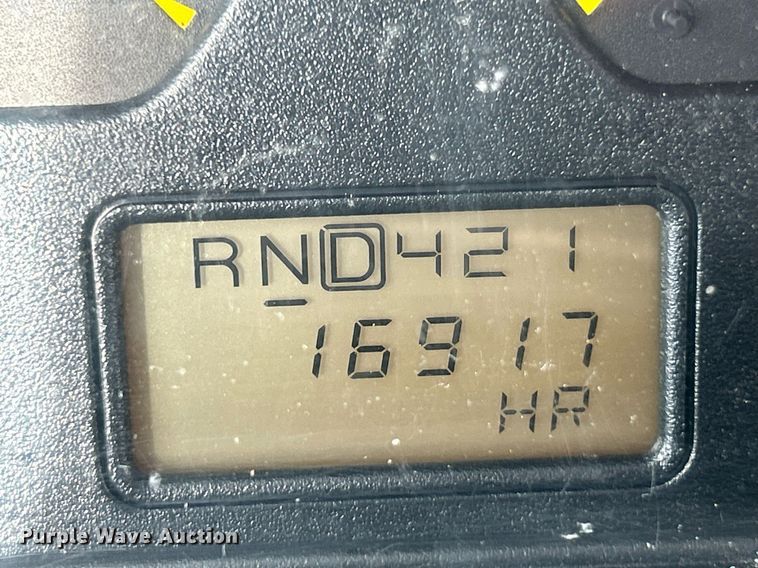 RND421
16917
HR
Purple Wave Auction